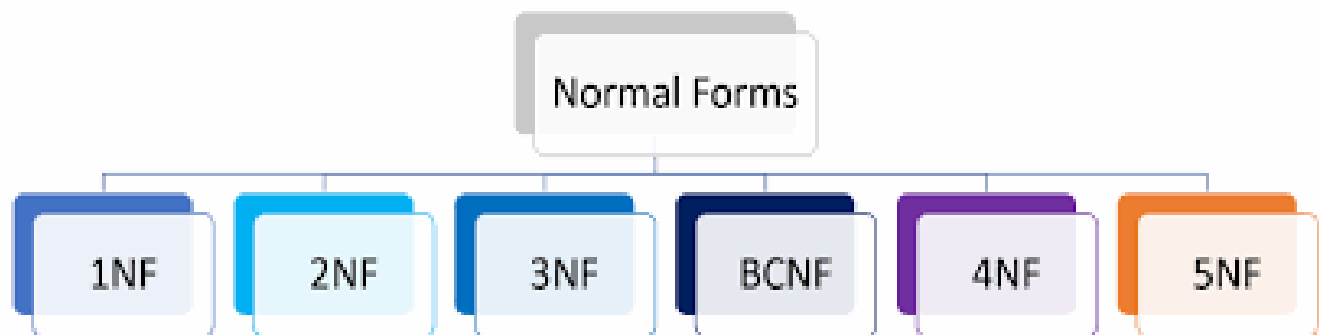 Normal Forms
1NF
2NF
3NF
BCNF
4NF
5NF